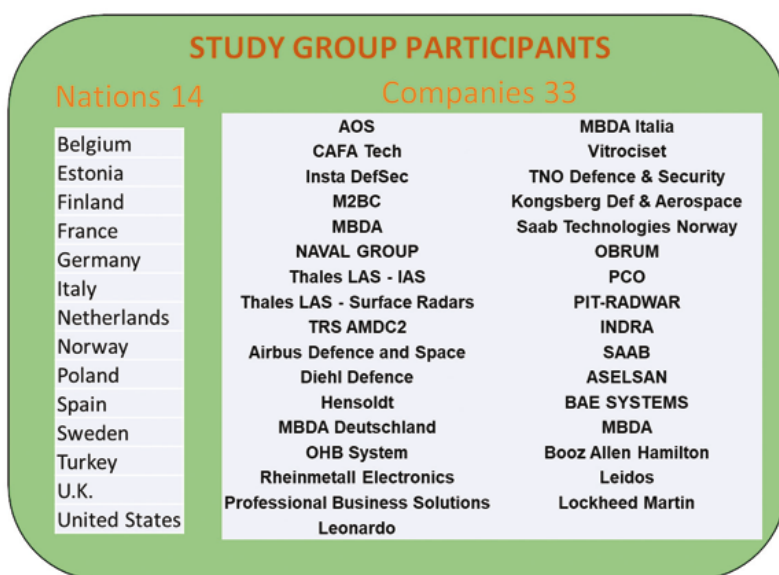 STUDY GROUP PARTICIPANTS
Nations 14
Belgium
Estonia
Finland
France
Germany
Italy
Netherlands
Norway
Poland
Spain
Sweden
Turkey
U.K.
United States
Companies 33
AOS
CAFA Tech
Insta DefSec
M2BC
MBDA
NAVAL GROUP
Thales LAS - IAS
Thales LAS - Surface Radars
TRS AMDC2
Airbus Defence and Space
Diehl Defence
Hensoldt
MBDA Deutschland
OHB System
Rheinmetall Electronics
Professional Business Solutions
Leonardo
MBDA Italia
Vitrociset
TNO Defence & Security
Kongsberg Def & Aerospace
Saab Technologies Norway
OBRUM
PCO
PIT-RADWAR
INDRA
SAAB
ASELSAN
BAE SYSTEMS
MBDA
Booz Allen Hamilton
Leidos
Lockheed Martin